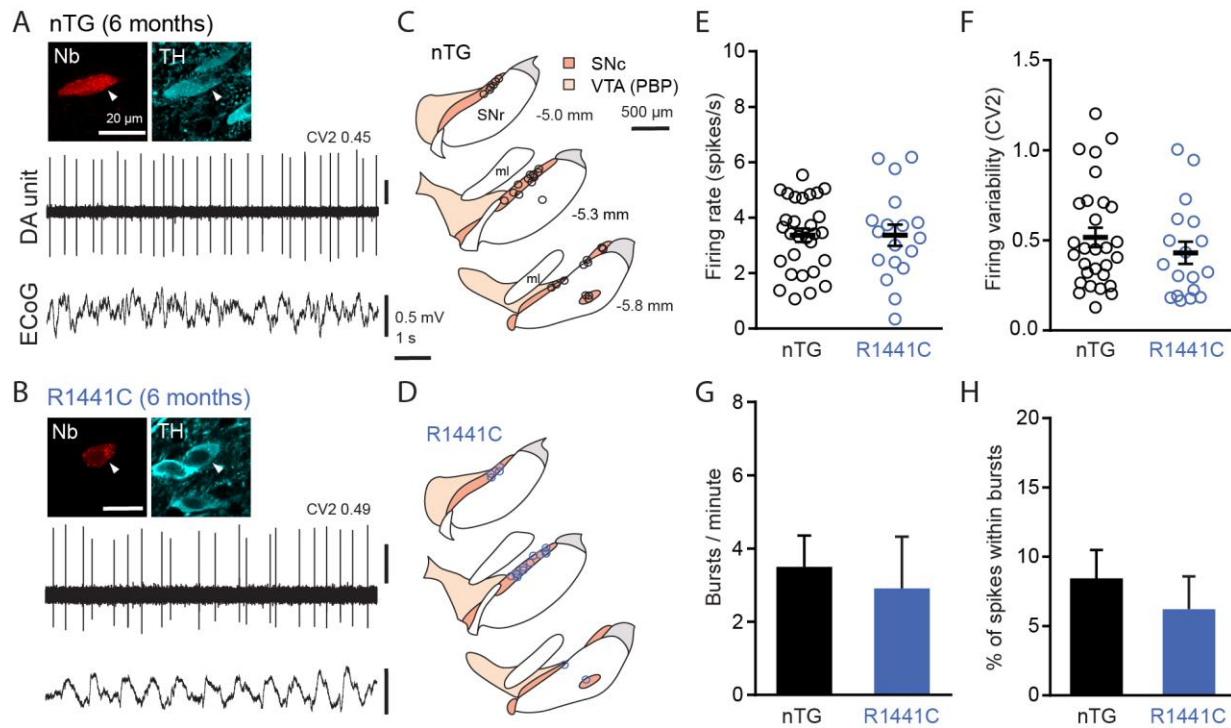 A
nTG (6 months)
Nb
TH
20 μm
CV2 0.45
DA unit
ECoG
0.5 mV
1 s
B
R1441C (6 months)
Nb
TH
CV2 0.49
C
nTG
SNc
VTA (PBP)
SNr
-5.0 mm
500 μm
ml
-5.3 mm
ml
-5.8 mm
D
R1441C
E
Firing rate (spikes/s)
10
8
6
4
2
0
nTG
R1441C
F
Firing variability (CV2)
1.5
1.0
0.5
0.0
nTG
R1441C
G
Bursts / minute
8
6
4
2
0
nTG
R1441C
H
% of spikes within bursts
20
15
10
5
0
nTG
R1441C